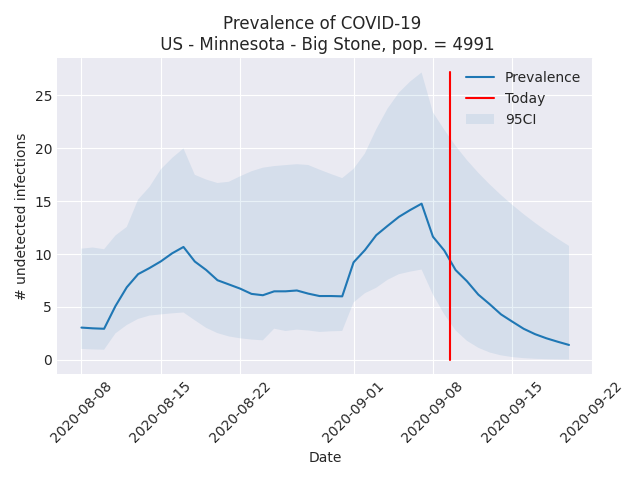 Prevalence of COVID-19
US - Minnesota - Big Stone, pop. = 4991
Prevalence
Today
95CI
# undetected infections
25
20
15
10
5
0
2020-08-08
2020-08-15
2020-08-22
2020-09-01
2020-09-08
2020-09-15
2020-09-22
Date